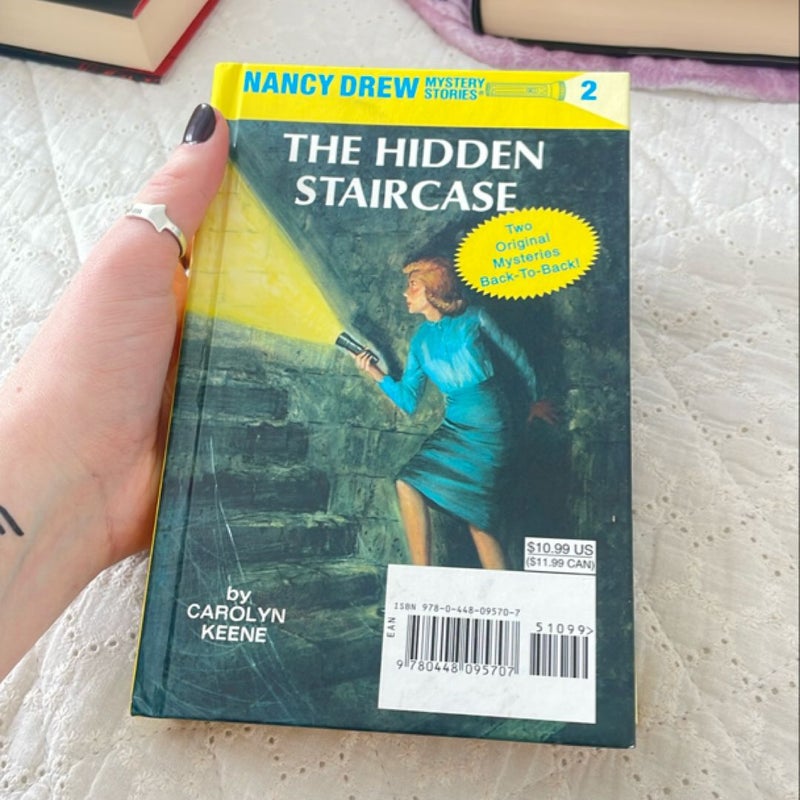 NANCY DREW MYSTERY STORIES® 2
THE HIDDEN
STAIRCASE
Two
Original
Mysteries
Back-To-Back!
$10.99 US
($11.99 CAN)
by
CAROLYN
KEENE
ISBN 978-0-448-09570-7
EAN
51099>
9 780448 095707